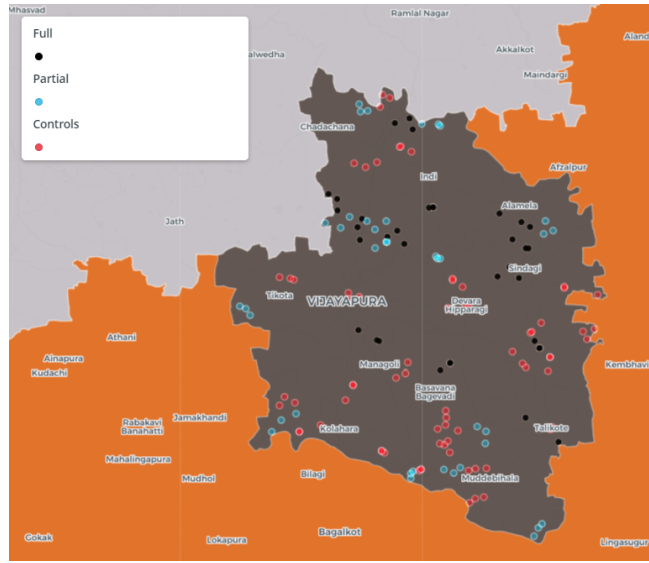 Full
Partial
Controls
Mhasvad
Ramlal Nagar
Aland
alwedha
Akkalkot
Maindargi
Chadachana
Afzalpur
Indi
Alamela
Jath
Sindagi
Tikota
VIJAYAPURA
Devara
Hipparagi
Athani
Ainapura
Kudachi
Managoli
Kembhavi
Basavana
Bagevadi
Jamakhandi
Rabakavi
Banahatti
Kolahara
Talikote
Mahalingapura
Mudhol
Bilagi
Muddebihala
Gokak
Lokapura
Bagalkot
Lingasugur